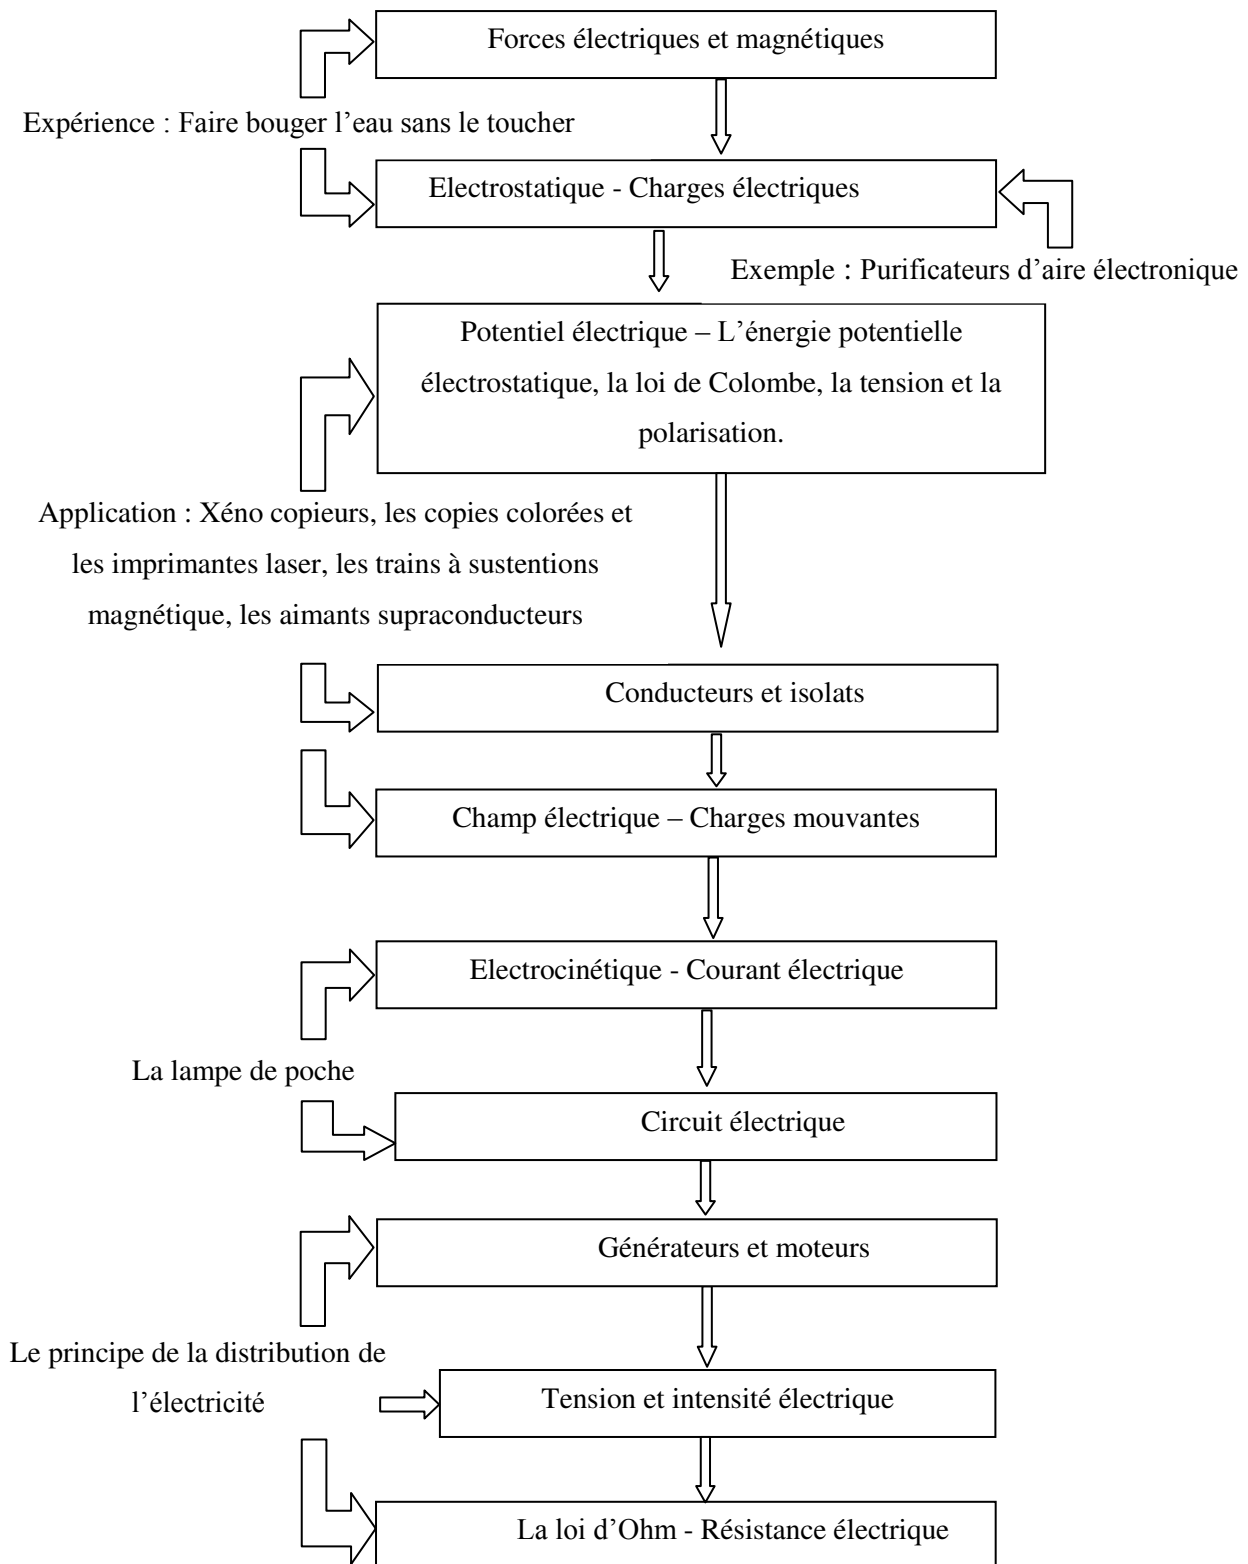 Forces électriques et magnétiques
Expérience : Faire bouger l’eau sans le toucher
Electrostatique - Charges électriques
Exemple : Purificateurs d’aire électronique
Potentiel électrique – L’énergie potentielle
électrostatique, la loi de Colombe, la tension et la
polarisation.
Application : Xéno copieurs, les copies colorées et
les imprimantes laser, les trains à sustentions
magnétique, les aimants supraconducteurs
Conducteurs et isolats
Champ électrique – Charges mouvantes
Electrocinétique - Courant électrique
La lampe de poche
Circuit électrique
Générateurs et moteurs
Le principe de la distribution de
l’électricité
Tension et intensité électrique
La loi d’Ohm - Résistance électrique